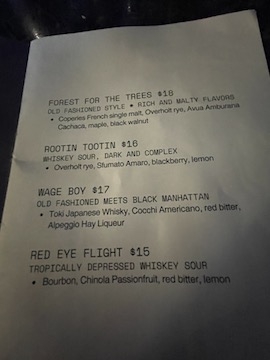 FOREST FOR THE TREES $18
OLD FASHIONED STYLE • RICH AND MALTY FLAVORS
• Coperies French single malt, Overholt rye, Avua Amburana
Cachaca, maple, black walnut
ROOTIN TOOTIN $16
WHISKEY SOUR, DARK AND COMPLEX
• Overholt rye, Sfumato Amaro, blackberry, lemon
WAGE BOY $17
OLD FASHIONED MEETS BLACK MANHATTAN
• Toki Japanese Whisky, Cocchi Americano, red bitter,
Alpeggio Hay Liqueur
RED EYE FLIGHT $15
TROPICALLY DEPRESSED WHISKEY SOUR
• Bourbon, Chinola Passionfruit, red bitter, lemon